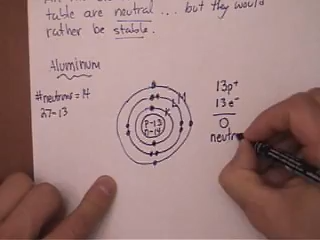 table are neutral... but they would
rather be stable.
Aluminum
#neutrons = 14
27-13
K L M
P-13
n-14
13p+
13e-
0
neutr